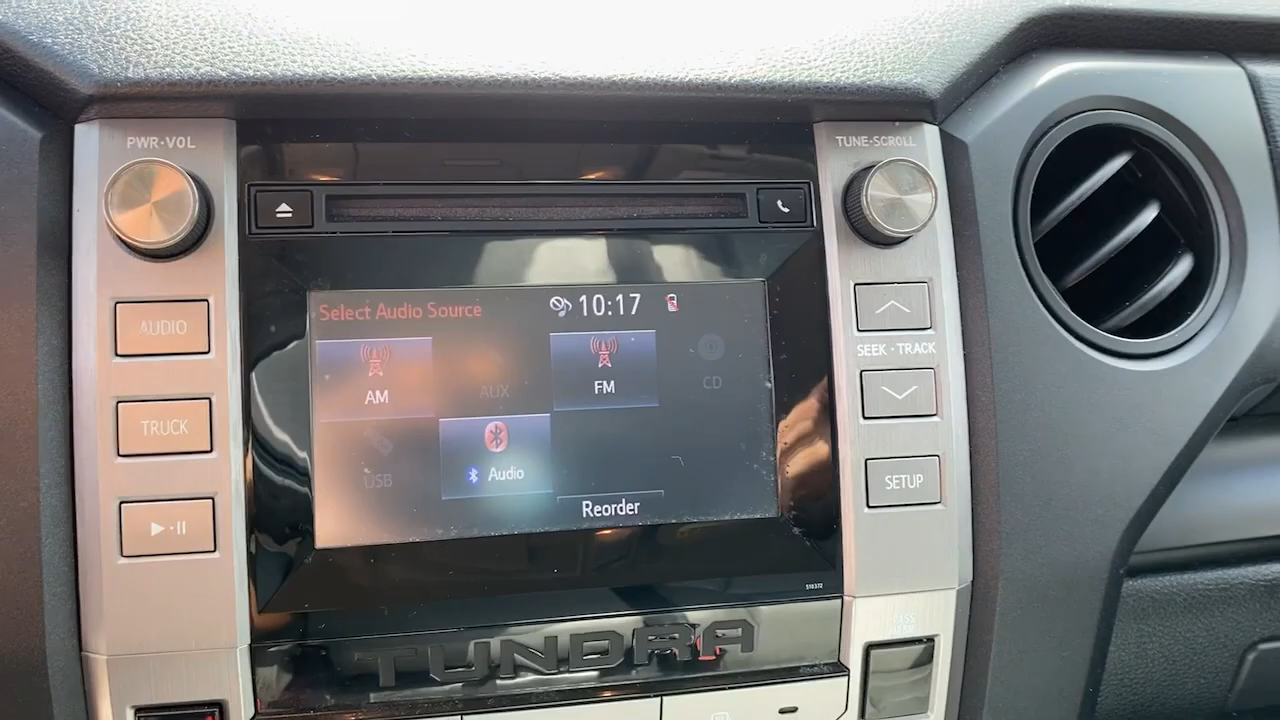 PWR·VOL
TUNE·SCROLL
Select Audio Source
10:17
AUDIO
AM
AUX
FM
CD
SEEK·TRACK
TRUCK
USB
Audio
SETUP
Reorder
510372
TUNDRA